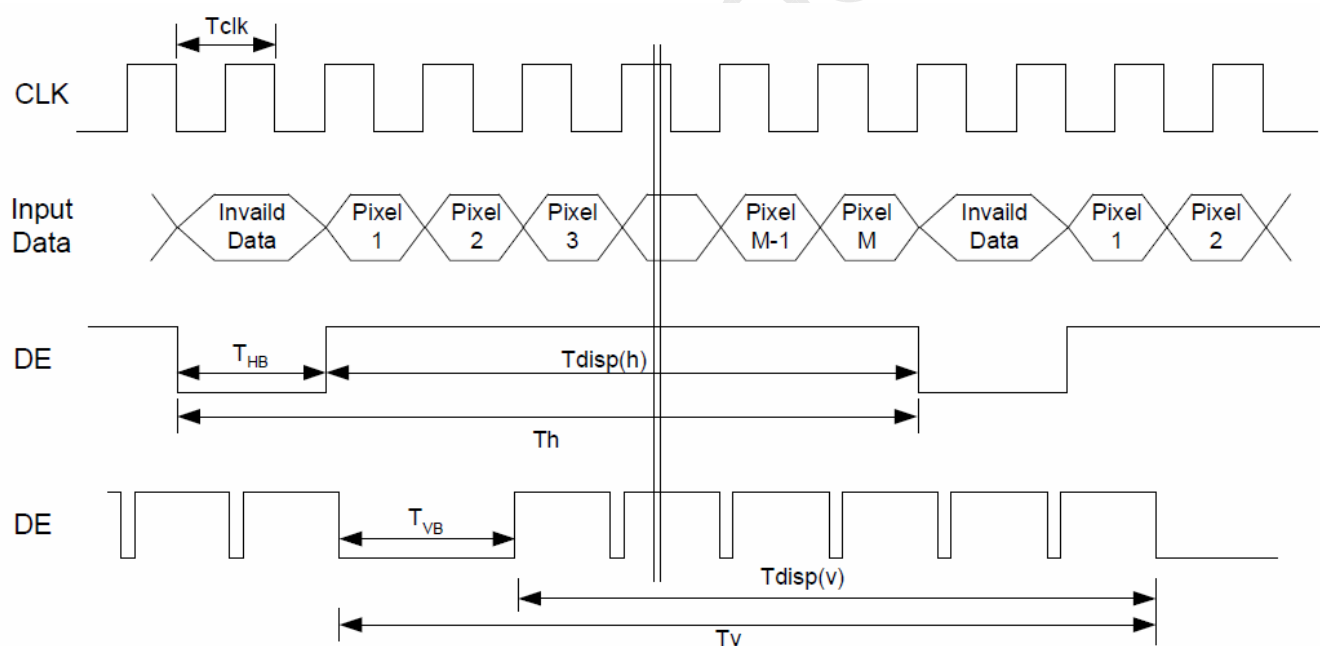 Tclk
CLK
Input
Data
Invaild
Data
Pixel
1
Pixel
2
Pixel
3
Pixel
M-1
Pixel
M
Invaild
Data
Pixel
1
Pixel
2
DE
THB
Tdisp(h)
Th
DE
TVB
Tdisp(v)
Tv